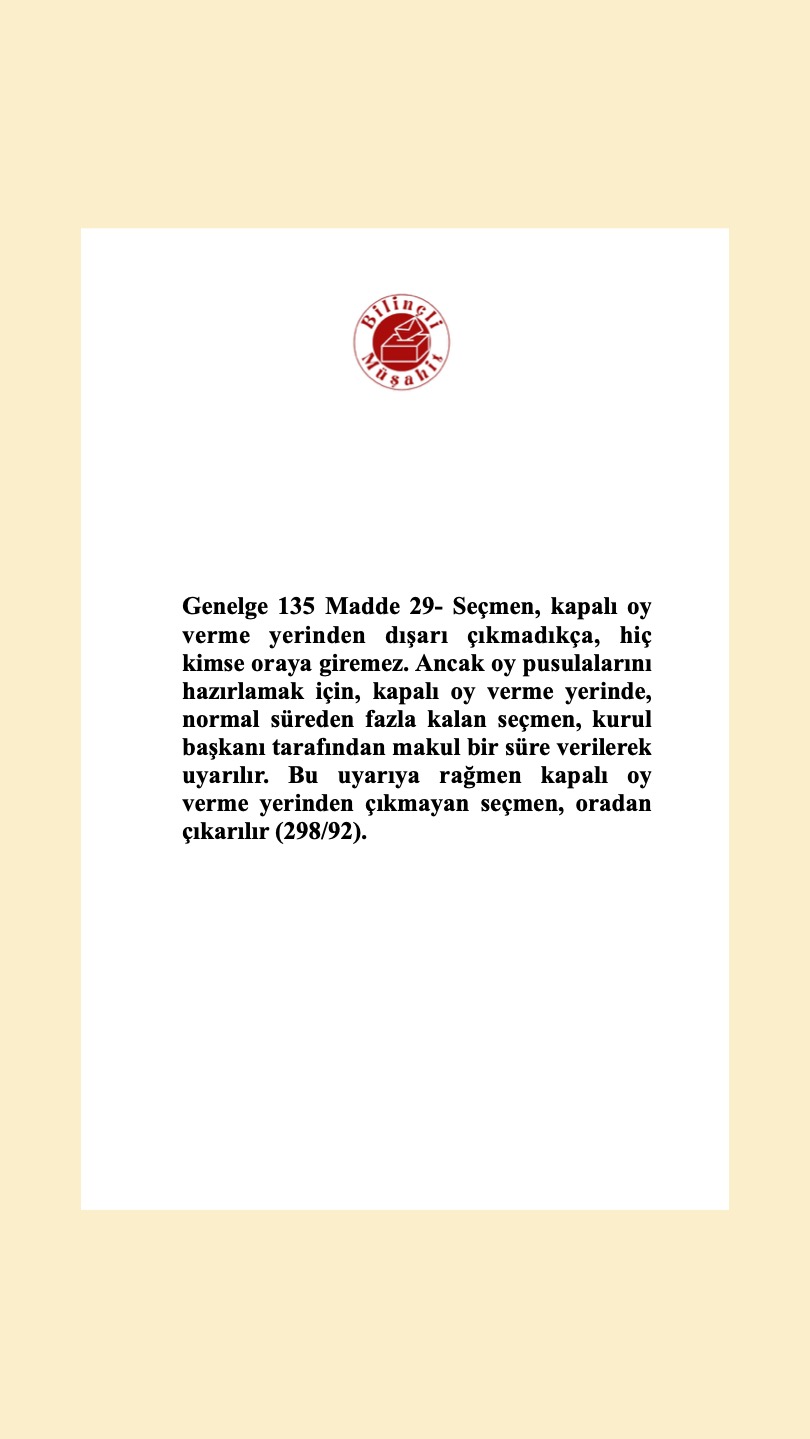 Bilinçli
Müşahit
Genelge 135 Madde 29- Seçmen, kapalı oy
verme yerinden dışarı çıkmadıkça, hiç
kimse oraya giremez. Ancak oy pusulalarını
hazırlamak için, kapalı oy verme yerinde,
normal süreden fazla kalan seçmen, kurul
başkanı tarafından makul bir süre verilerek
uyarılır. Bu uyarıya rağmen kapalı oy
verme yerinden çıkmayan seçmen, oradan
çıkarılır (298/92).